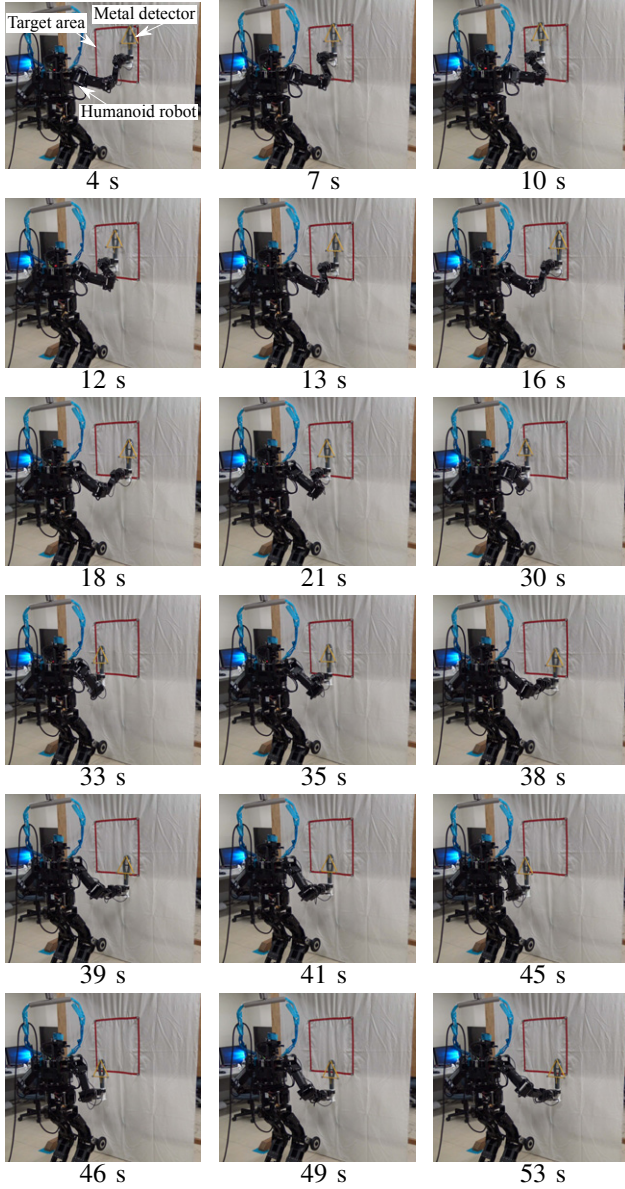 Target area
Metal detector
Humanoid robot
4 s
7 s
10 s
12 s
13 s
16 s
18 s
21 s
30 s
33 s
35 s
38 s
39 s
41 s
45 s
46 s
49 s
53 s